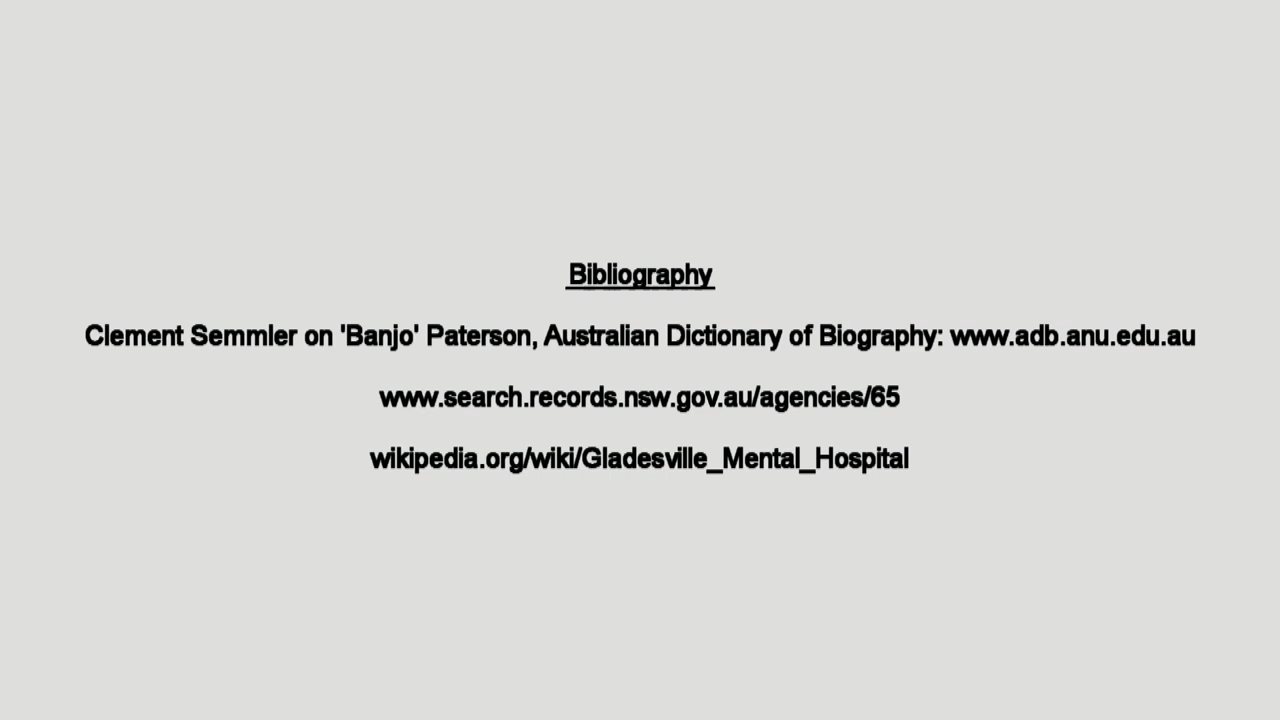 Bibliography
Clement Semmler on 'Banjo' Paterson, Australian Dictionary of Biography: www.adb.anu.edu.au
www.search.records.nsw.gov.au/agencies/65
wikipedia.org/wiki/Gladesville_Mental_Hospital